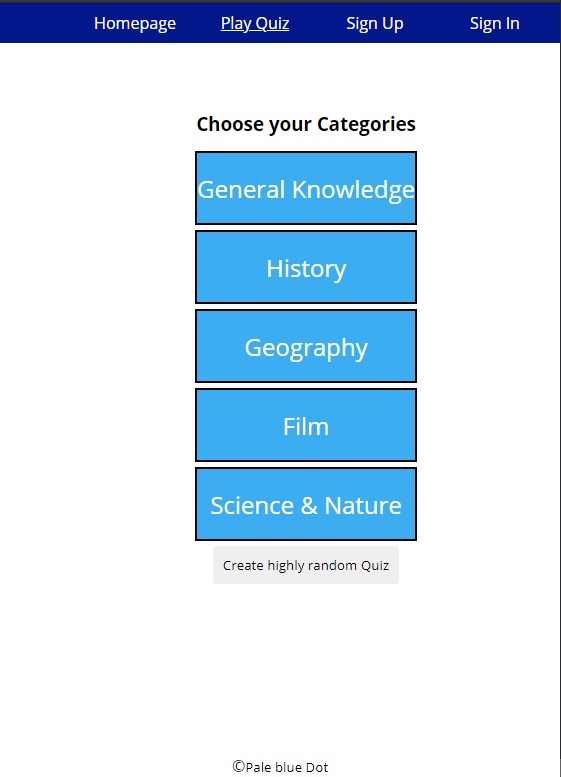 Homepage Play Quiz Sign Up Sign In
Choose your Categories
General Knowledge
History
Geography
Film
Science & Nature
Create highly random Quiz
©Pale blue Dot